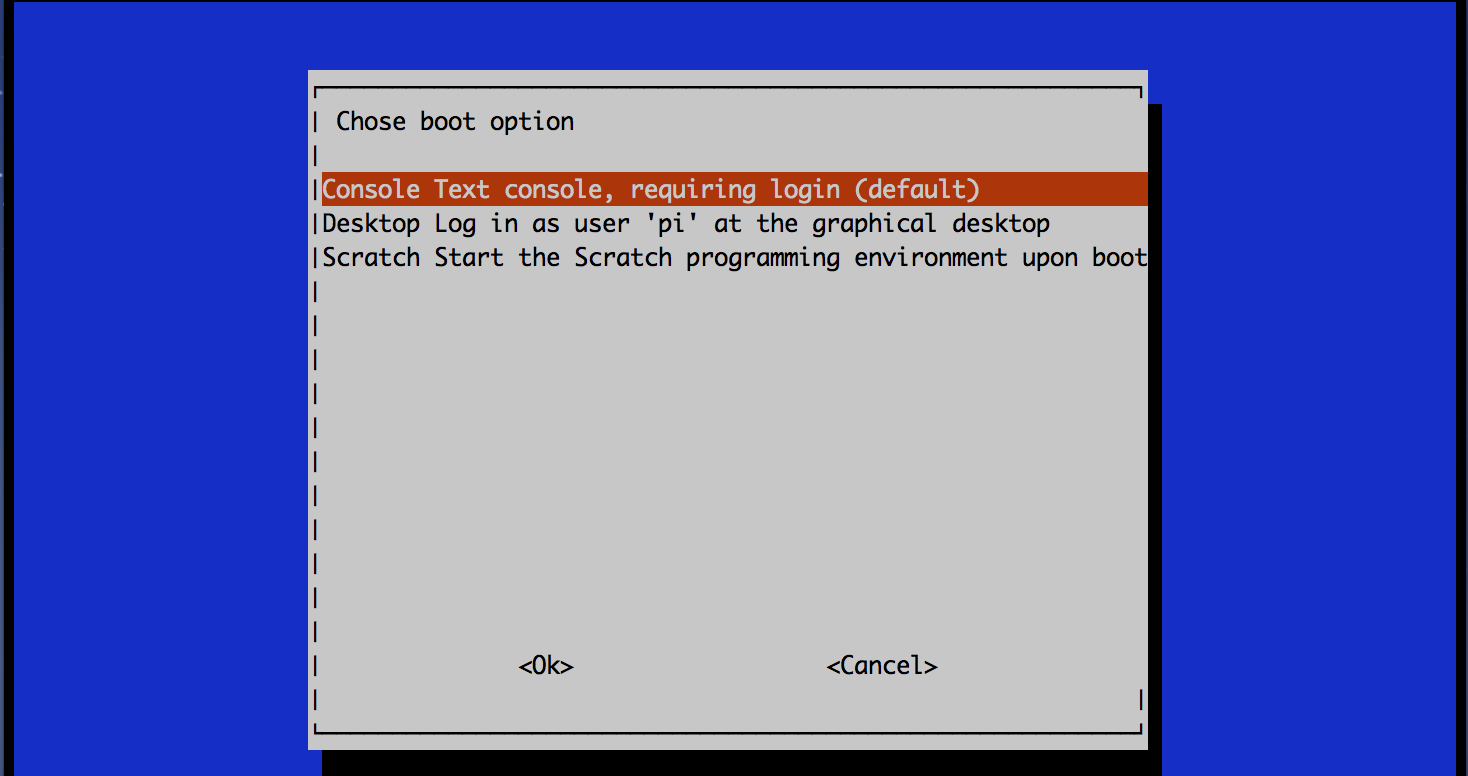 Chose boot option
Console Text console, requiring login (default)
Desktop Log in as user 'pi' at the graphical desktop
Scratch Start the Scratch programming environment upon boot
<Ok> <Cancel>